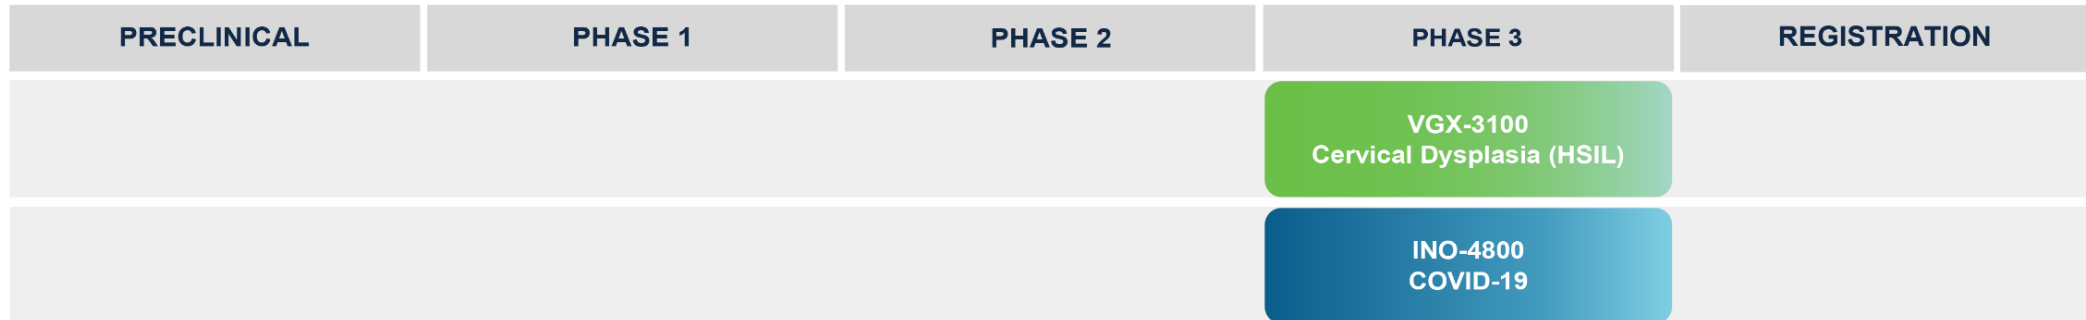 PRECLINICAL PHASE 1 PHASE 2 PHASE 3 REGISTRATION
VGX-3100
Cervical Dysplasia (HSIL)
INO-4800
COVID-19